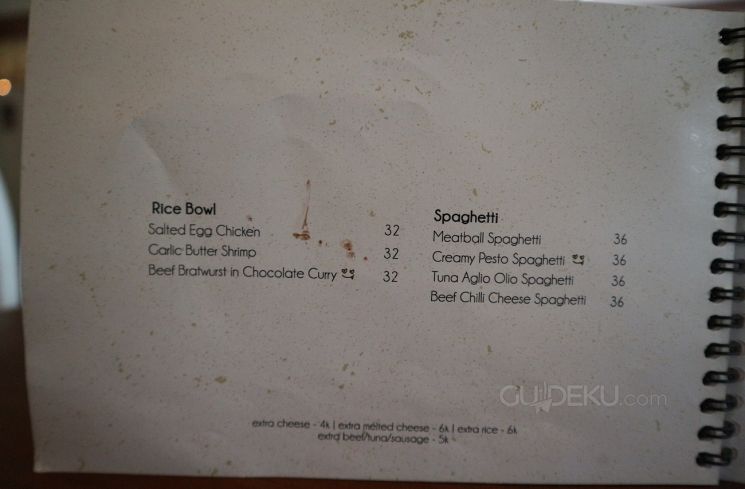 Rice Bowl
Salted Egg Chicken 32
Garlic Butter Shrimp 32
Beef Bratwurst in Chocolate Curry 32
Spaghetti
Meatball Spaghetti 36
Creamy Pesto Spaghetti 36
Tuna Aglio Olio Spaghetti 36
Beef Chilli Cheese Spaghetti 36
extra cheese - 4k | extra melted cheese - 6k | extra rice - 6k
extra beef/tuna/sausage - 5k
GUIDEKU.com